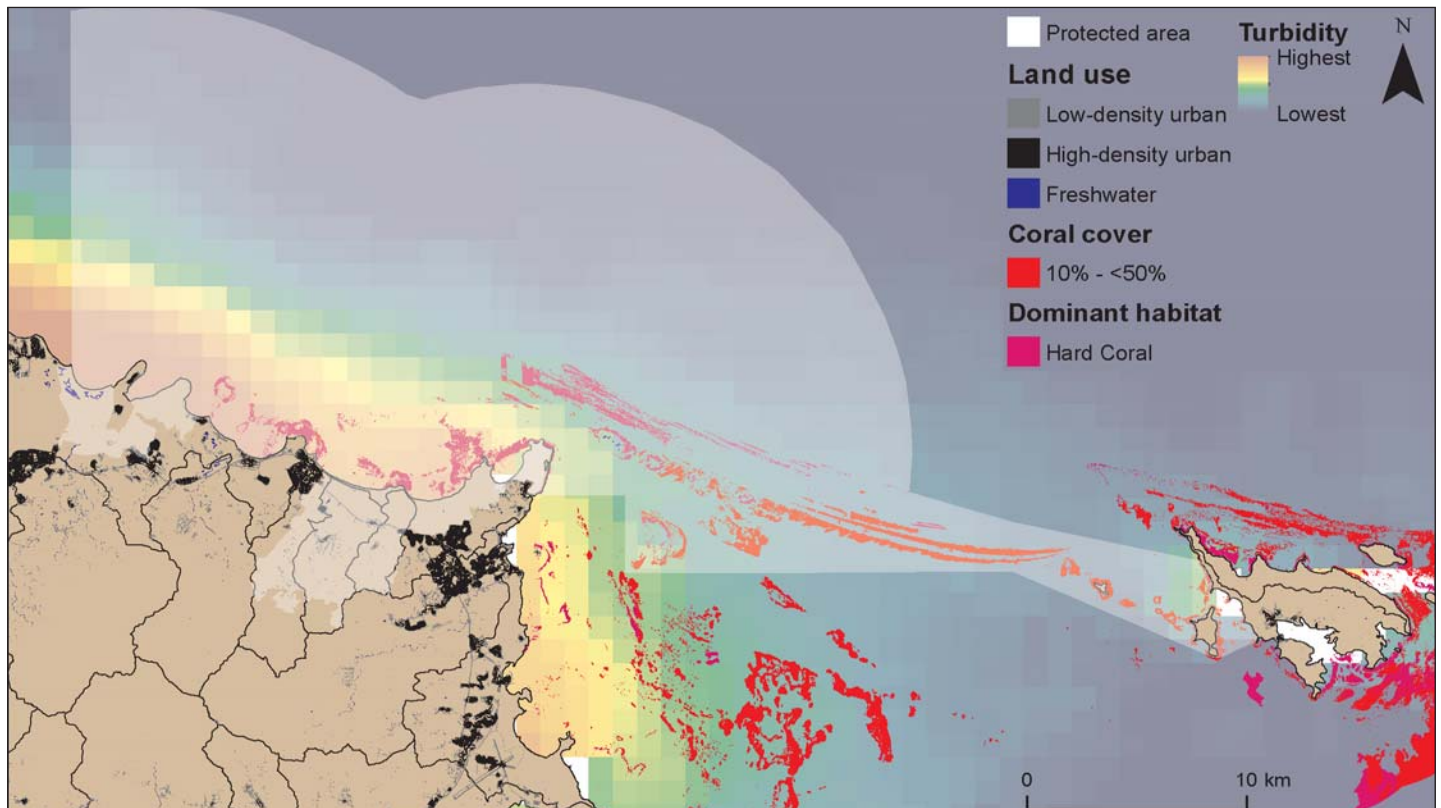 Protected area
Land use
Low-density urban
High-density urban
Freshwater
Coral cover
10% - <50%
Dominant habitat
Hard Coral
Turbidity
Highest
Lowest
N
0 10 km